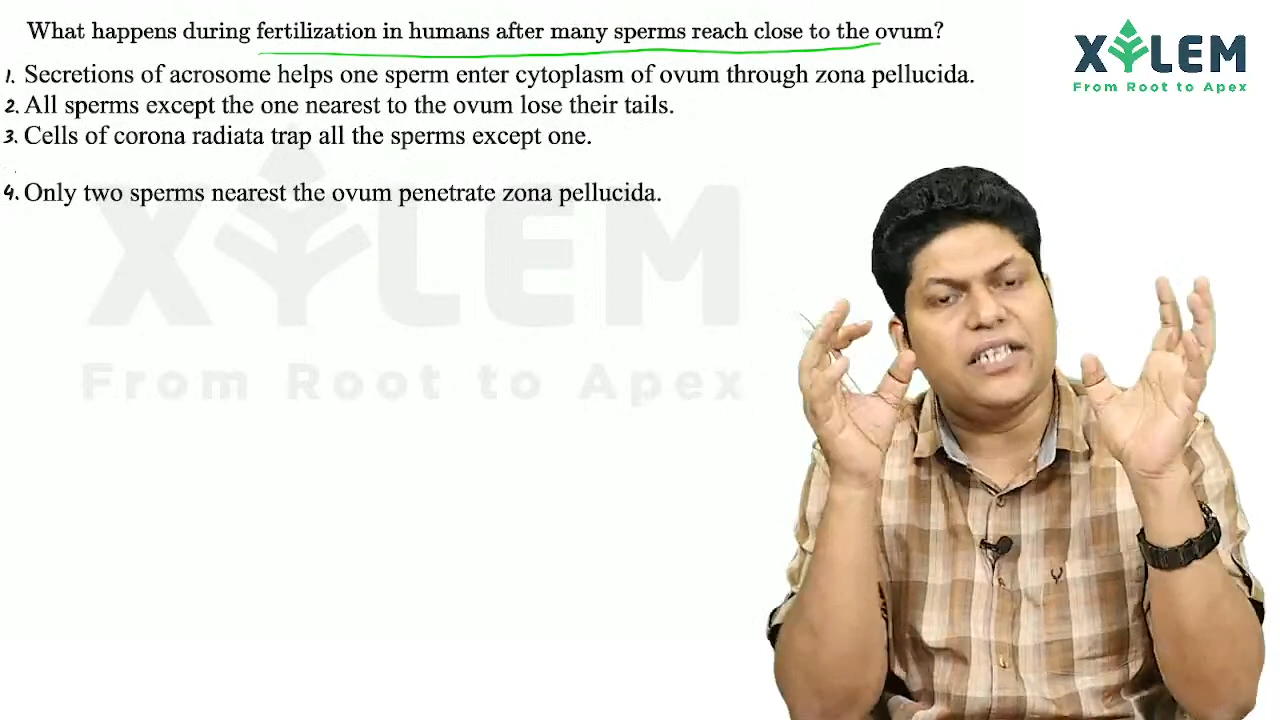 What happens during fertilization in humans after many sperms reach close to the ovum?
1. Secretions of acrosome helps one sperm enter cytoplasm of ovum through zona pellucida.
2. All sperms except the one nearest to the ovum lose their tails.
3. Cells of corona radiata trap all the sperms except one.
4. Only two sperms nearest the ovum penetrate zona pellucida.
XYLEM
From Root to Apex
XYLEM
From Root to Apex